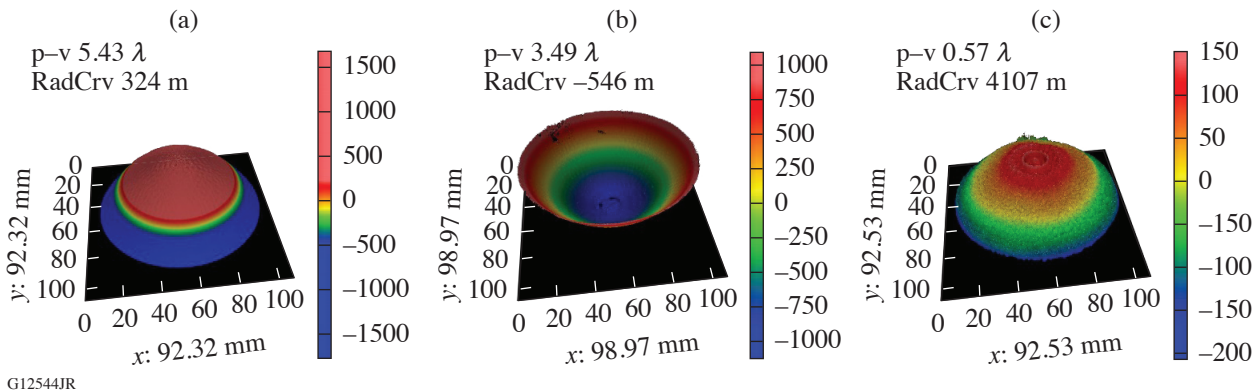 (a)
p–v 5.43 λ
RadCrv 324 m
1500
1000
500
0
–500
–1000
–1500
0
20
40
60
80
100
y: 92.32 mm
0 20 40 60 80 100
x: 92.32 mm
(b)
p–v 3.49 λ
RadCrv –546 m
1000
750
500
250
0
–250
–500
–750
–1000
0
20
40
60
80
100
y: 98.97 mm
0 20 40 60 80 100
x: 98.97 mm
(c)
p–v 0.57 λ
RadCrv 4107 m
150
100
50
0
–50
–100
–150
–200
0
20
40
60
80
100
y: 92.53 mm
0 20 40 60 80 100
x: 92.53 mm
G12544JR